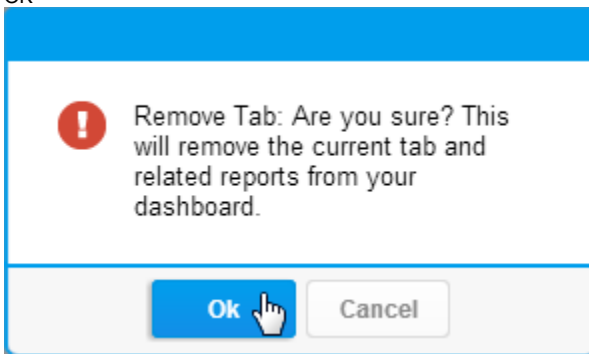 OK
Remove Tab: Are you sure? This
will remove the current tab and
related reports from your
dashboard.
Ok
Cancel